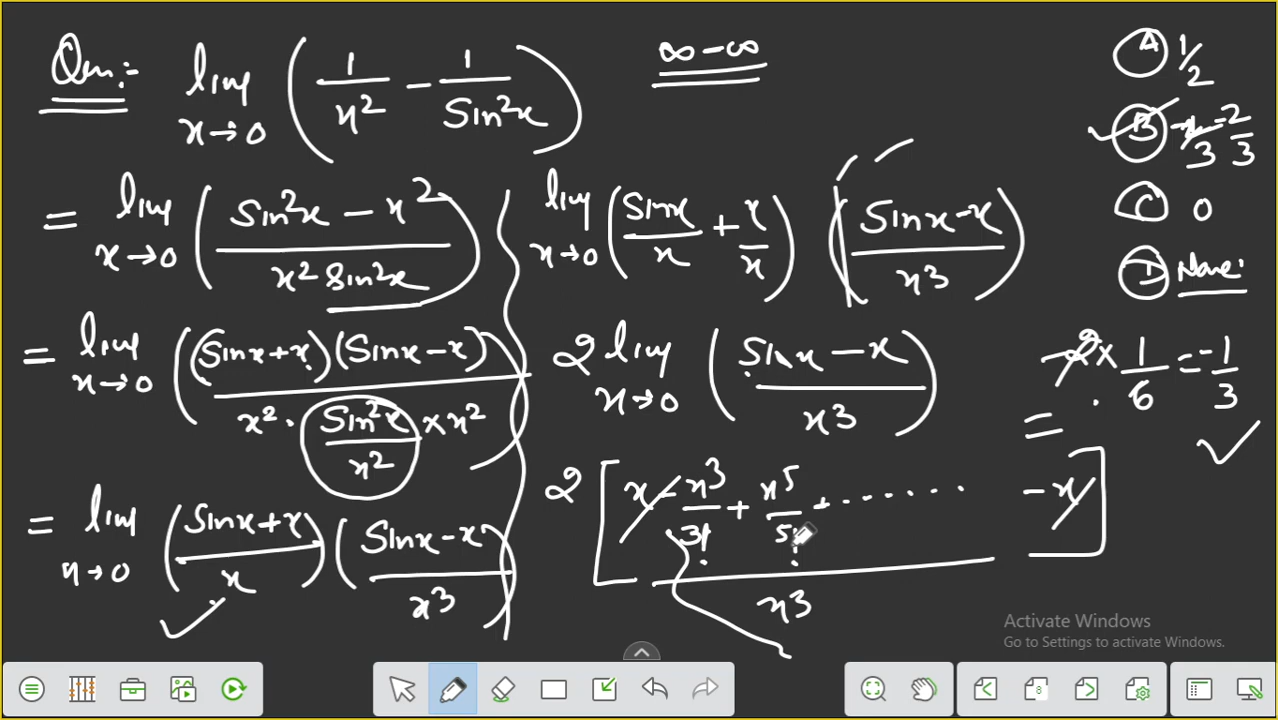 Qn:- lim x→0 (1/x² − 1/Sin²x) ∞−∞
= lim x→0 ((Sin²x − x²)/(x² Sin²x))
= lim x→0 ((Sinx+x)(Sinx−x)/(x² · Sin²x/x² × x²))
= lim x→0 ((Sinx+x)/x) ((Sinx−x)/x3)
lim x→0 (Sinx/x + x/x) ((Sinx−x)/x3)
2 lim x→0 ((Sinx − x)/x3)
2 [x − x3/3! + x5/5! + ....... − x]
x3
A 1/2
B 2/3
C 0
D None
−2 × 1/6 = −1/3
=
Activate Windows
Go to Settings to activate Windows.
8